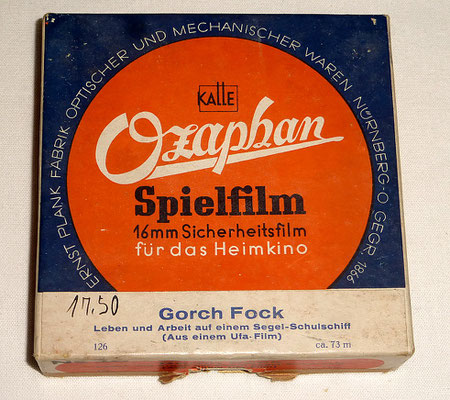 ERNST PLANK FABRIK OPTISCHER UND MECHANISCHER WAREN NÜRNBERG-O GEGR. 1866
KALLE
Ozaphan
Spielfilm
16mm Sicherheitsfilm
für das Heimkino
17.50
Gorch Fock
Leben und Arbeit auf einem Segel-Schulschiff
(Aus einem Ufa-Film)
126 ca. 73 m